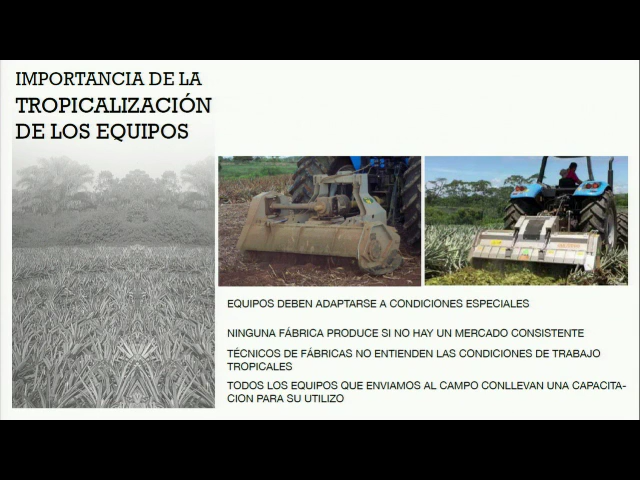 IMPORTANCIA DE LA
TROPICALIZACIÓN
DE LOS EQUIPOS
EQUIPOS DEBEN ADAPTARSE A CONDICIONES ESPECIALES
NINGUNA FÁBRICA PRODUCE SI NO HAY UN MERCADO CONSISTENTE
TÉCNICOS DE FÁBRICAS NO ENTIENDEN LAS CONDICIONES DE TRABAJO
TROPICALES
TODOS LOS EQUIPOS QUE ENVIAMOS AL CAMPO CONLLEVAN UNA CAPACITA-
CION PARA SU UTILIZO